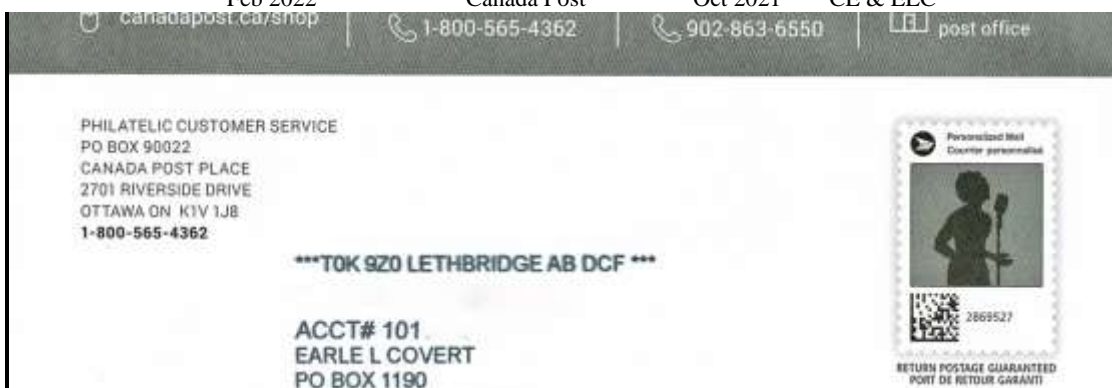 Feb 2022 Canada Post Oct 2021 CL & LLC
canadapost.ca/shop 1-800-565-4362 902-863-6550 post office
PHILATELIC CUSTOMER SERVICE
PO BOX 90022
CANADA POST PLACE
2701 RIVERSIDE DRIVE
OTTAWA ON K1V 1J8
1-800-565-4362
***T0K 9Z0 LETHBRIDGE AB DCF ***
ACCT# 101
EARLE L COVERT
PO BOX 1190
Personalized Mail
Courrier personnalisé
2869527
RETURN POSTAGE GUARANTEED
PORT DE RETOUR GARANTI